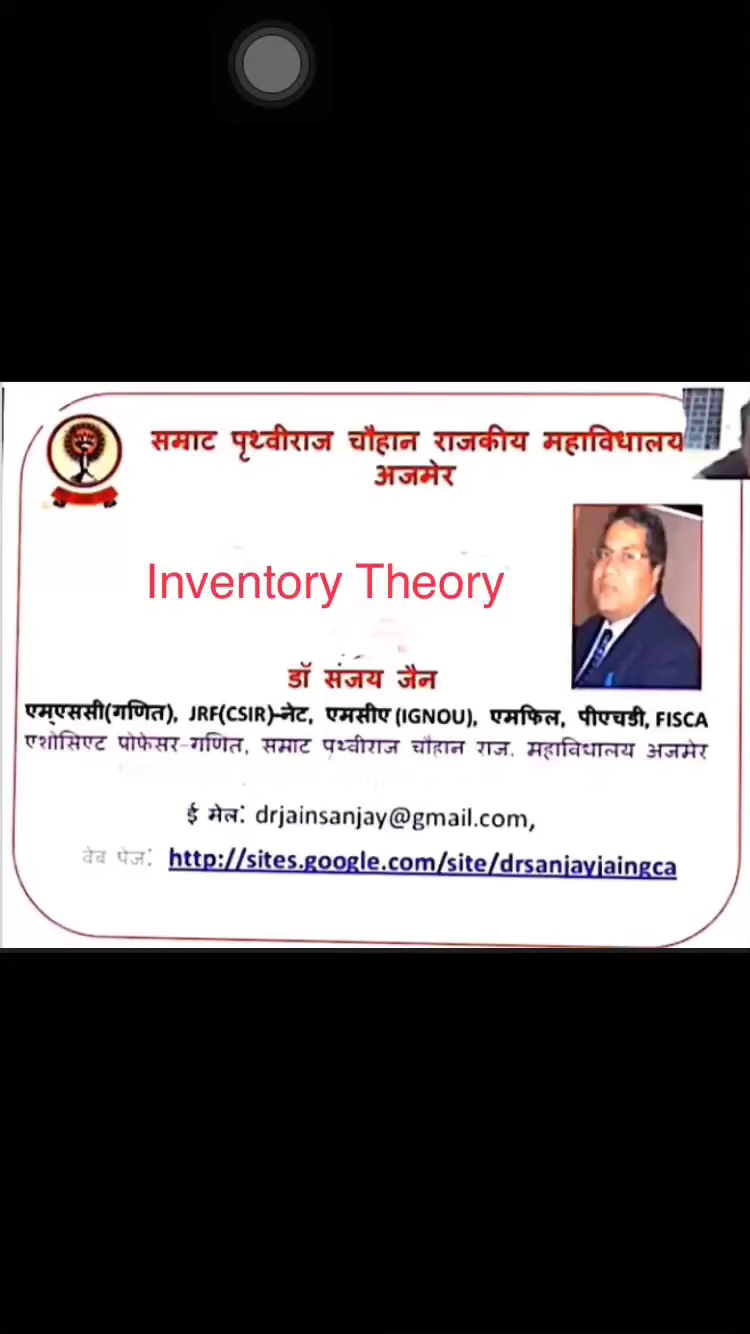 सम्राट पृथ्वीराज चौहान राजकीय महाविधालय
अजमेर
Inventory Theory
डॉ संजय जैन
एमएससी(गणित), JRF(CSIR)-नेट, एमसीए (IGNOU), एमफिल, पीएचडी, FISCA
एशोसिएट प्रोफेसर-गणित, सम्राट पृथ्वीराज चौहान राज. महाविधालय अजमेर
ई मेल: drjainsanjay@gmail.com,
वेब पेज: http://sites.google.com/site/drsanjayjaingca